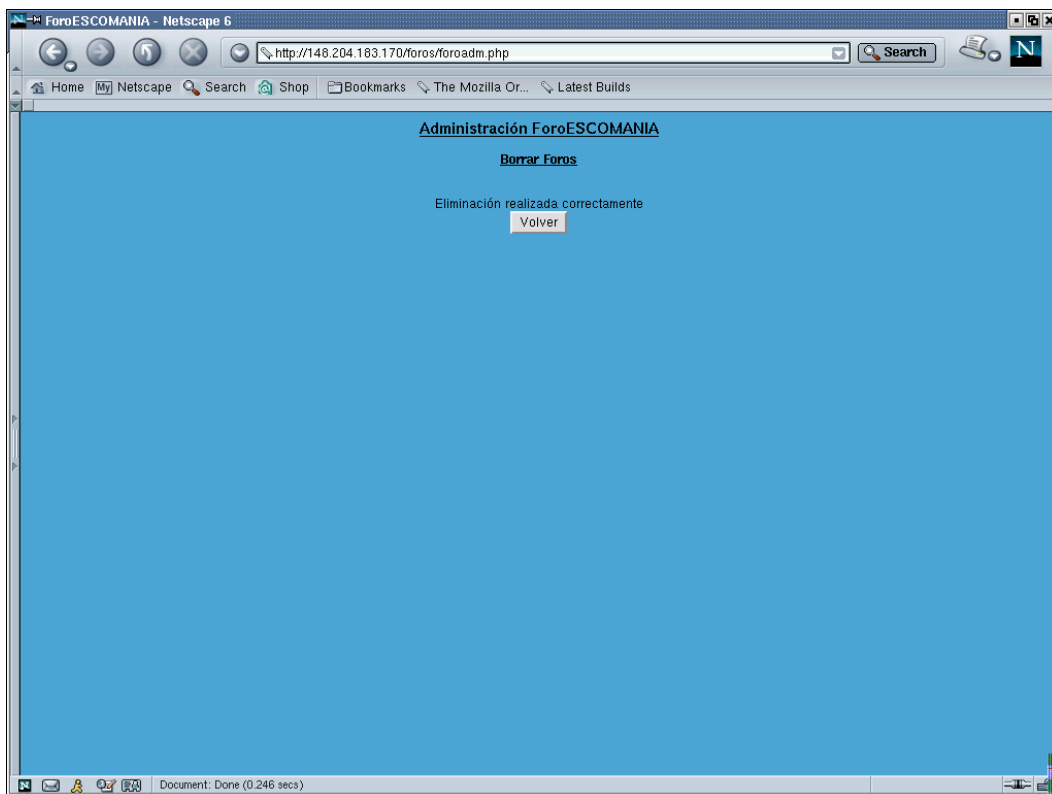 ForoESCOMANIA - Netscape 6
http://148.204.183.170/foros/foroadm.php
Search
N
Home My Netscape Search Shop Bookmarks The Mozilla Or... Latest Builds
Administración ForoESCOMANIA
Borrar Foros
Eliminación realizada correctamente
Volver
Document: Done (0.246 secs)